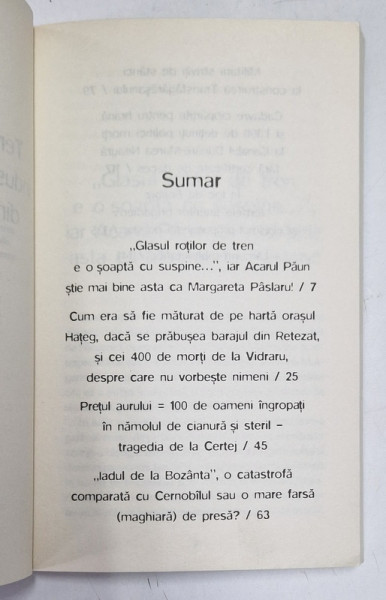 Sumar
„Glasul roților de tren
e o șoaptă cu suspine...”, iar Acarul Păun
știe mai bine asta ca Margareta Pâslaru! / 7
Cum era să fie măturat de pe hartă orașul
Hațeg, dacă se prăbușea barajul din Retezat,
și cei 400 de morți de la Vidraru,
despre care nu vorbește nimeni / 25
Prețul aurului = 100 de oameni îngropați
în nămolul de cianură și steril –
tragedia de la Certej / 45
„Iadul de la Bozânta”, o catastrofă
comparată cu Cernobîlul sau o mare farsă
(maghiară) de presă? / 63